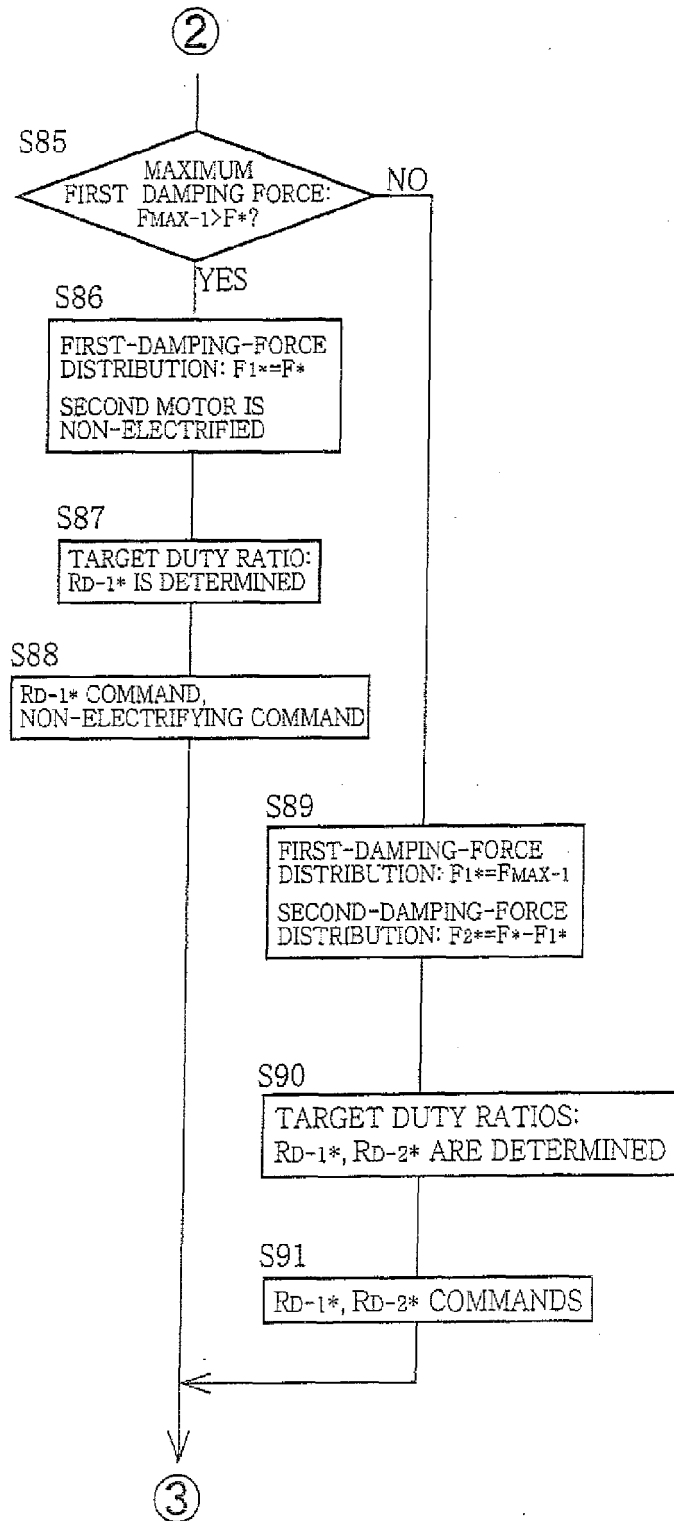 ②
S85
MAXIMUM
FIRST DAMPING FORCE:
FMAX-1>F*?
NO
YES
S86
FIRST-DAMPING-FORCE
DISTRIBUTION: F1*=F*
SECOND MOTOR IS
NON-ELECTRIFIED
S87
TARGET DUTY RATIO:
RD-1* IS DETERMINED
S88
RD-1* COMMAND,
NON-ELECTRIFYING COMMAND
S89
FIRST-DAMPING-FORCE
DISTRIBUTION: F1*=FMAX-1
SECOND-DAMPING-FORCE
DISTRIBUTION: F2*=F*-F1*
S90
TARGET DUTY RATIOS:
RD-1*, RD-2* ARE DETERMINED
S91
RD-1*, RD-2* COMMANDS
③